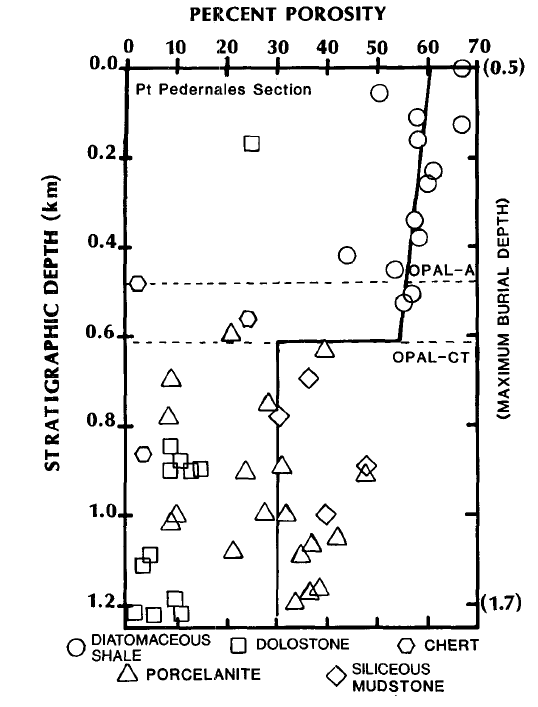 PERCENT POROSITY
0 10 20 30 40 50 60 70
0.0 (0.5)
Pt Pedernales Section
0.2
0.4
OPAL-A
0.6
OPAL-CT
0.8
1.0
1.2 (1.7)
STRATIGRAPHIC DEPTH (km)
(MAXIMUM BURIAL DEPTH)
DIATOMACEOUS SHALE DOLOSTONE CHERT
PORCELANITE SILICEOUS MUDSTONE